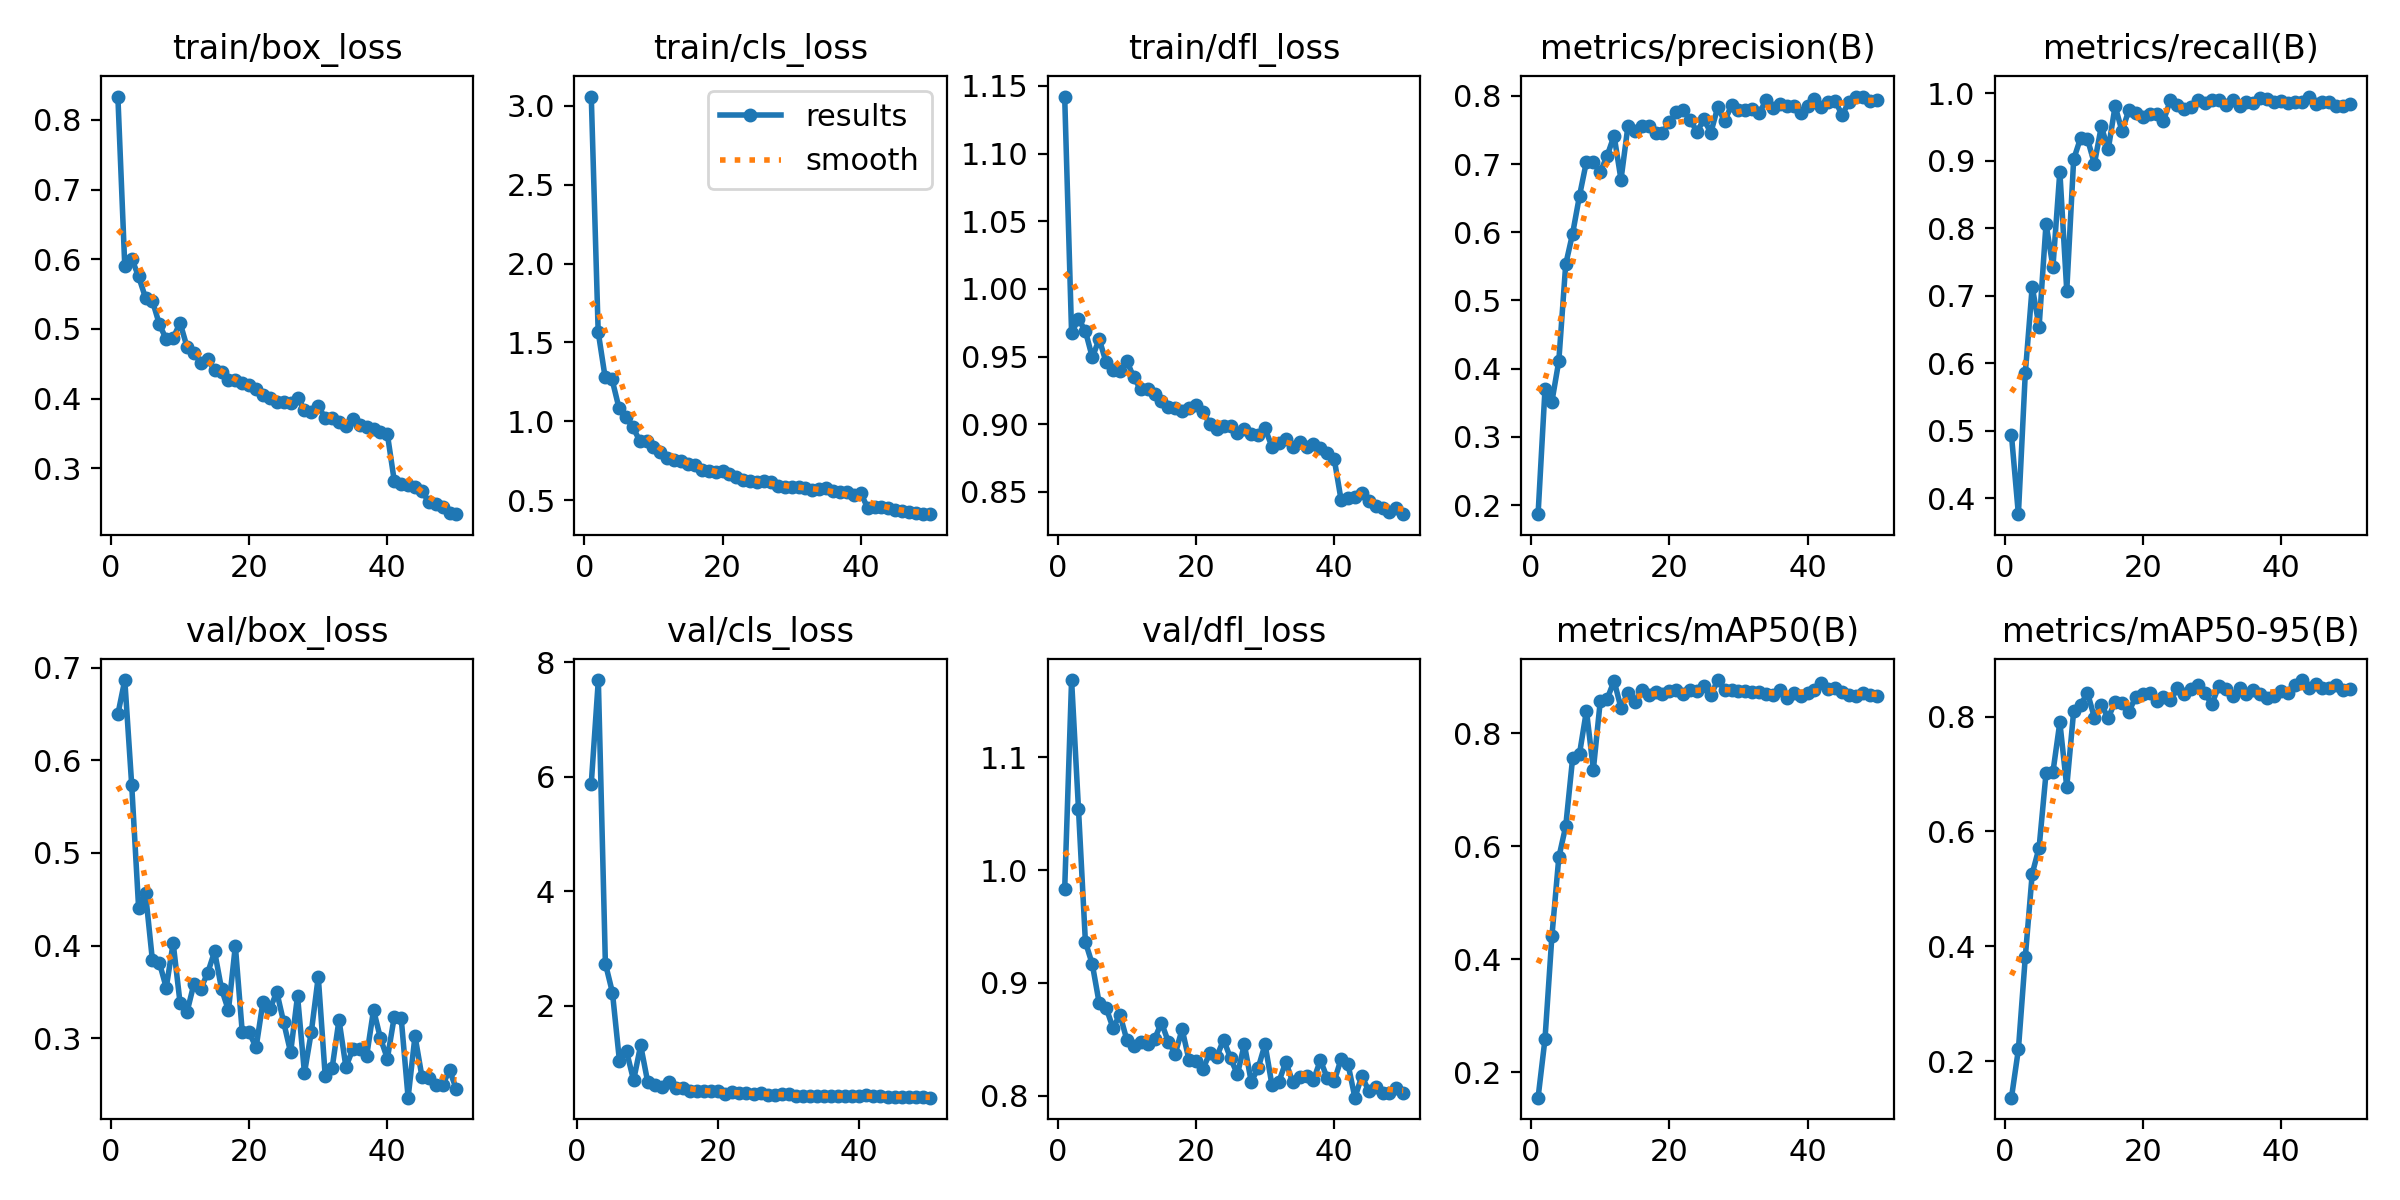 train/box_loss
0.8
0.7
0.6
0.5
0.4
0.3
0 20 40
train/cls_loss
results
smooth
3.0
2.5
2.0
1.5
1.0
0.5
0 20 40
train/dfl_loss
1.15
1.10
1.05
1.00
0.95
0.90
0.85
0 20 40
metrics/precision(B)
0.8
0.7
0.6
0.5
0.4
0.3
0.2
0 20 40
metrics/recall(B)
1.0
0.9
0.8
0.7
0.6
0.5
0.4
0 20 40
val/box_loss
0.7
0.6
0.5
0.4
0.3
0 20 40
val/cls_loss
8
6
4
2
0 20 40
val/dfl_loss
1.1
1.0
0.9
0.8
0 20 40
metrics/mAP50(B)
0.8
0.6
0.4
0.2
0 20 40
metrics/mAP50-95(B)
0.8
0.6
0.4
0.2
0 20 40